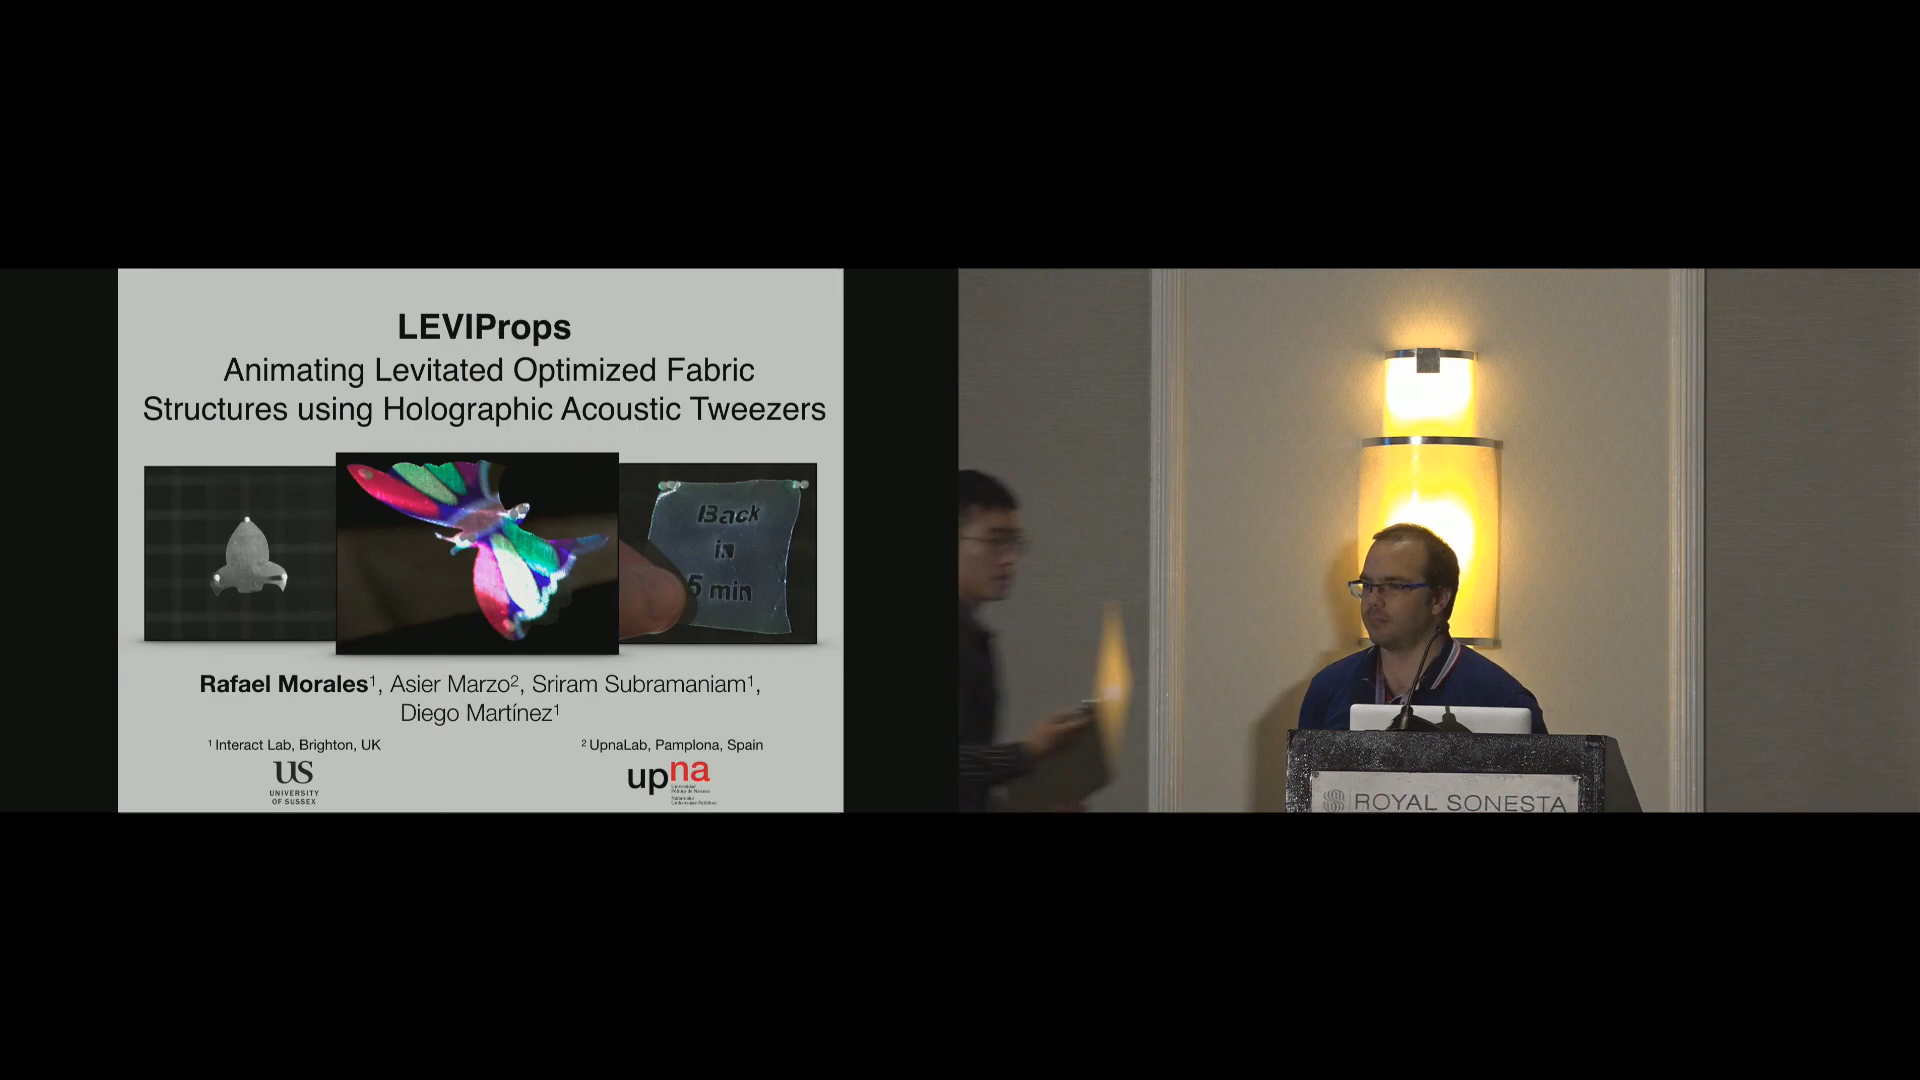 LEVIProps
Animating Levitated Optimized Fabric
Structures using Holographic Acoustic Tweezers
Back
in
5 min
Rafael Morales¹, Asier Marzo², Sriram Subramaniam¹,
Diego Martínez¹
¹ Interact Lab, Brighton, UK
US
UNIVERSITY
OF SUSSEX
² UpnaLab, Pamplona, Spain
upna
ROYAL SONESTA